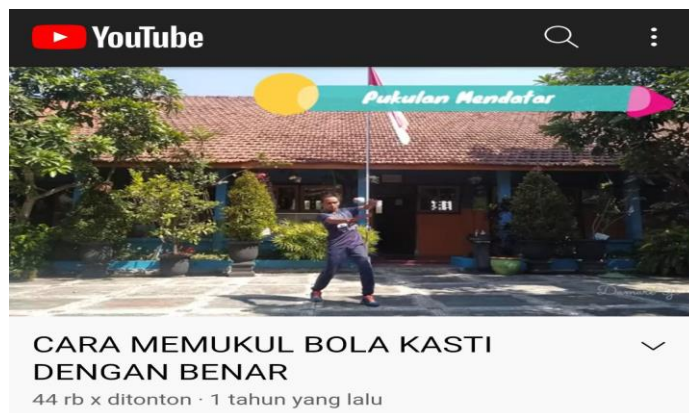 YouTube
Pukulan Mendatar
CARA MEMUKUL BOLA KASTI
DENGAN BENAR
44 rb x ditonton · 1 tahun yang lalu